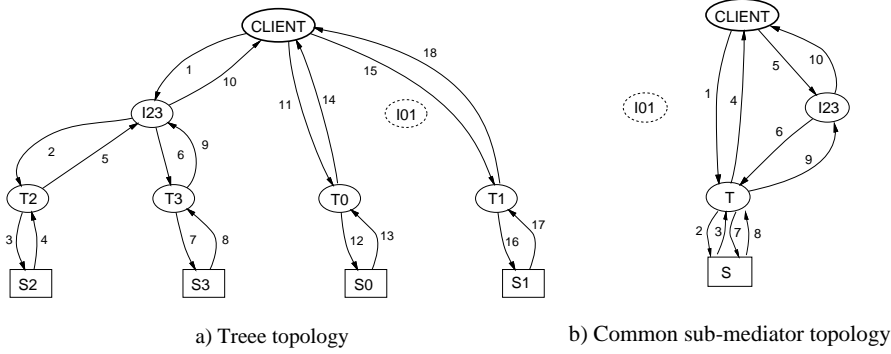 CLIENT
18
15
1
10
11
14
I23
I01
2
5
6
9
T2
T3
T0
T1
3
4
7
8
12
13
16
17
S2
S3
S0
S1
a) Treee topology
CLIENT
10
5
1
4
I01
I23
6
9
T
2
3
7
8
S
b) Common sub-mediator topology